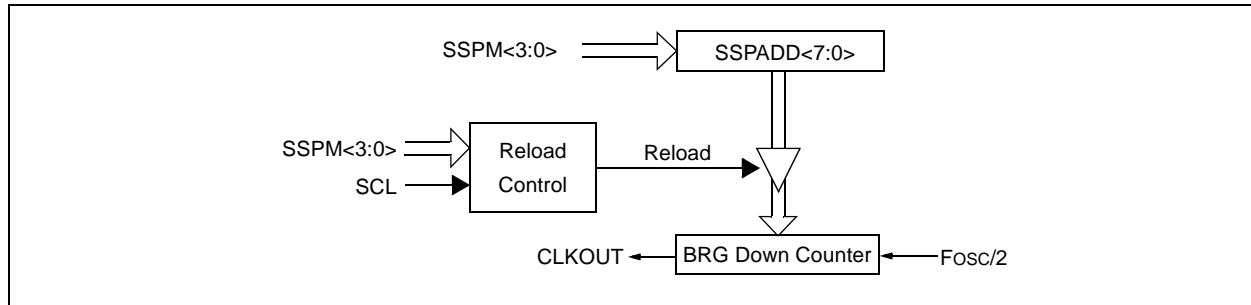 SSPM<3:0>
SSPADD<7:0>
SSPM<3:0>
SCL
Reload
Control
Reload
CLKOUT
BRG Down Counter
FOSC/2